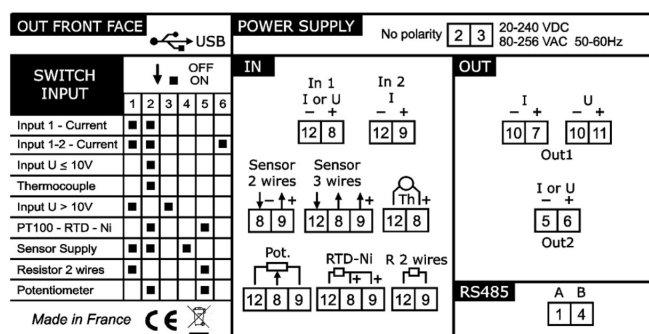 OUT FRONT FACE
USB
SWITCH INPUT
OFF
ON
1 2 3 4 5 6
Input 1 - Current ■ ■
Input 1-2 - Current ■ ■ ■
Input U ≤ 10V ■
Thermocouple ■
Input U > 10V ■ ■
PT100 - RTD - Ni ■ ■
Sensor Supply ■ ■ ■
Resistor 2 wires ■ ■
Potentiometer ■ ■
Made in France CE
POWER SUPPLY
No polarity 2 3 20-240 VDC
80-256 VAC 50-60Hz
IN
In 1 In 2
I or U I
− + − +
12 8 12 9
Sensor Sensor
2 wires 3 wires
− + + Th +
8 9 12 8 9 12 8
Pot. RTD-Ni R 2 wires
+ +
12 8 9 12 8 9 12 9
OUT
I U
− + − +
10 7 10 11
Out1
I or U
− +
5 6
Out2
RS485
A B
1 4